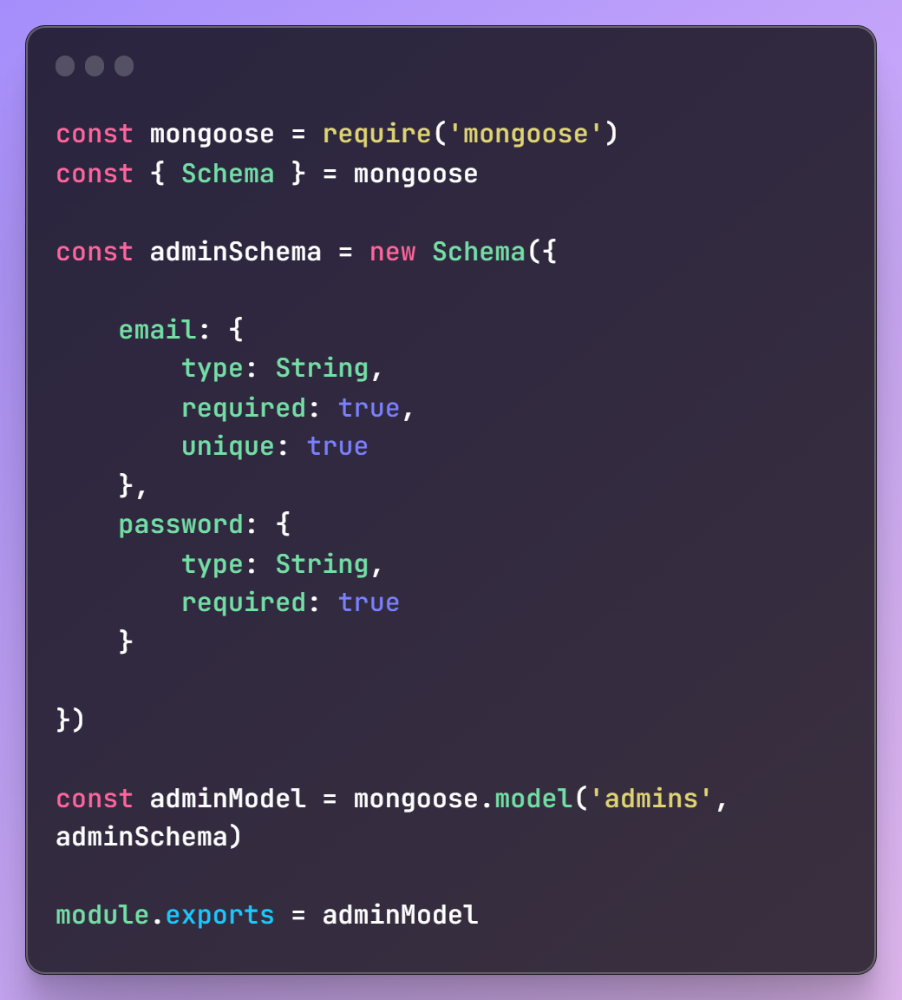 const mongoose = require('mongoose')
const { Schema } = mongoose
const adminSchema = new Schema({
    email: {
        type: String,
        required: true,
        unique: true
    },
    password: {
        type: String,
        required: true
    }
})
const adminModel = mongoose.model('admins',
adminSchema)
module.exports = adminModel